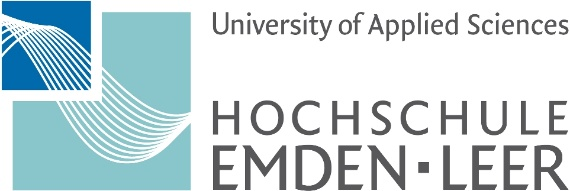 University of Applied Sciences
HOCHSCHULE
EMDEN▪LEER